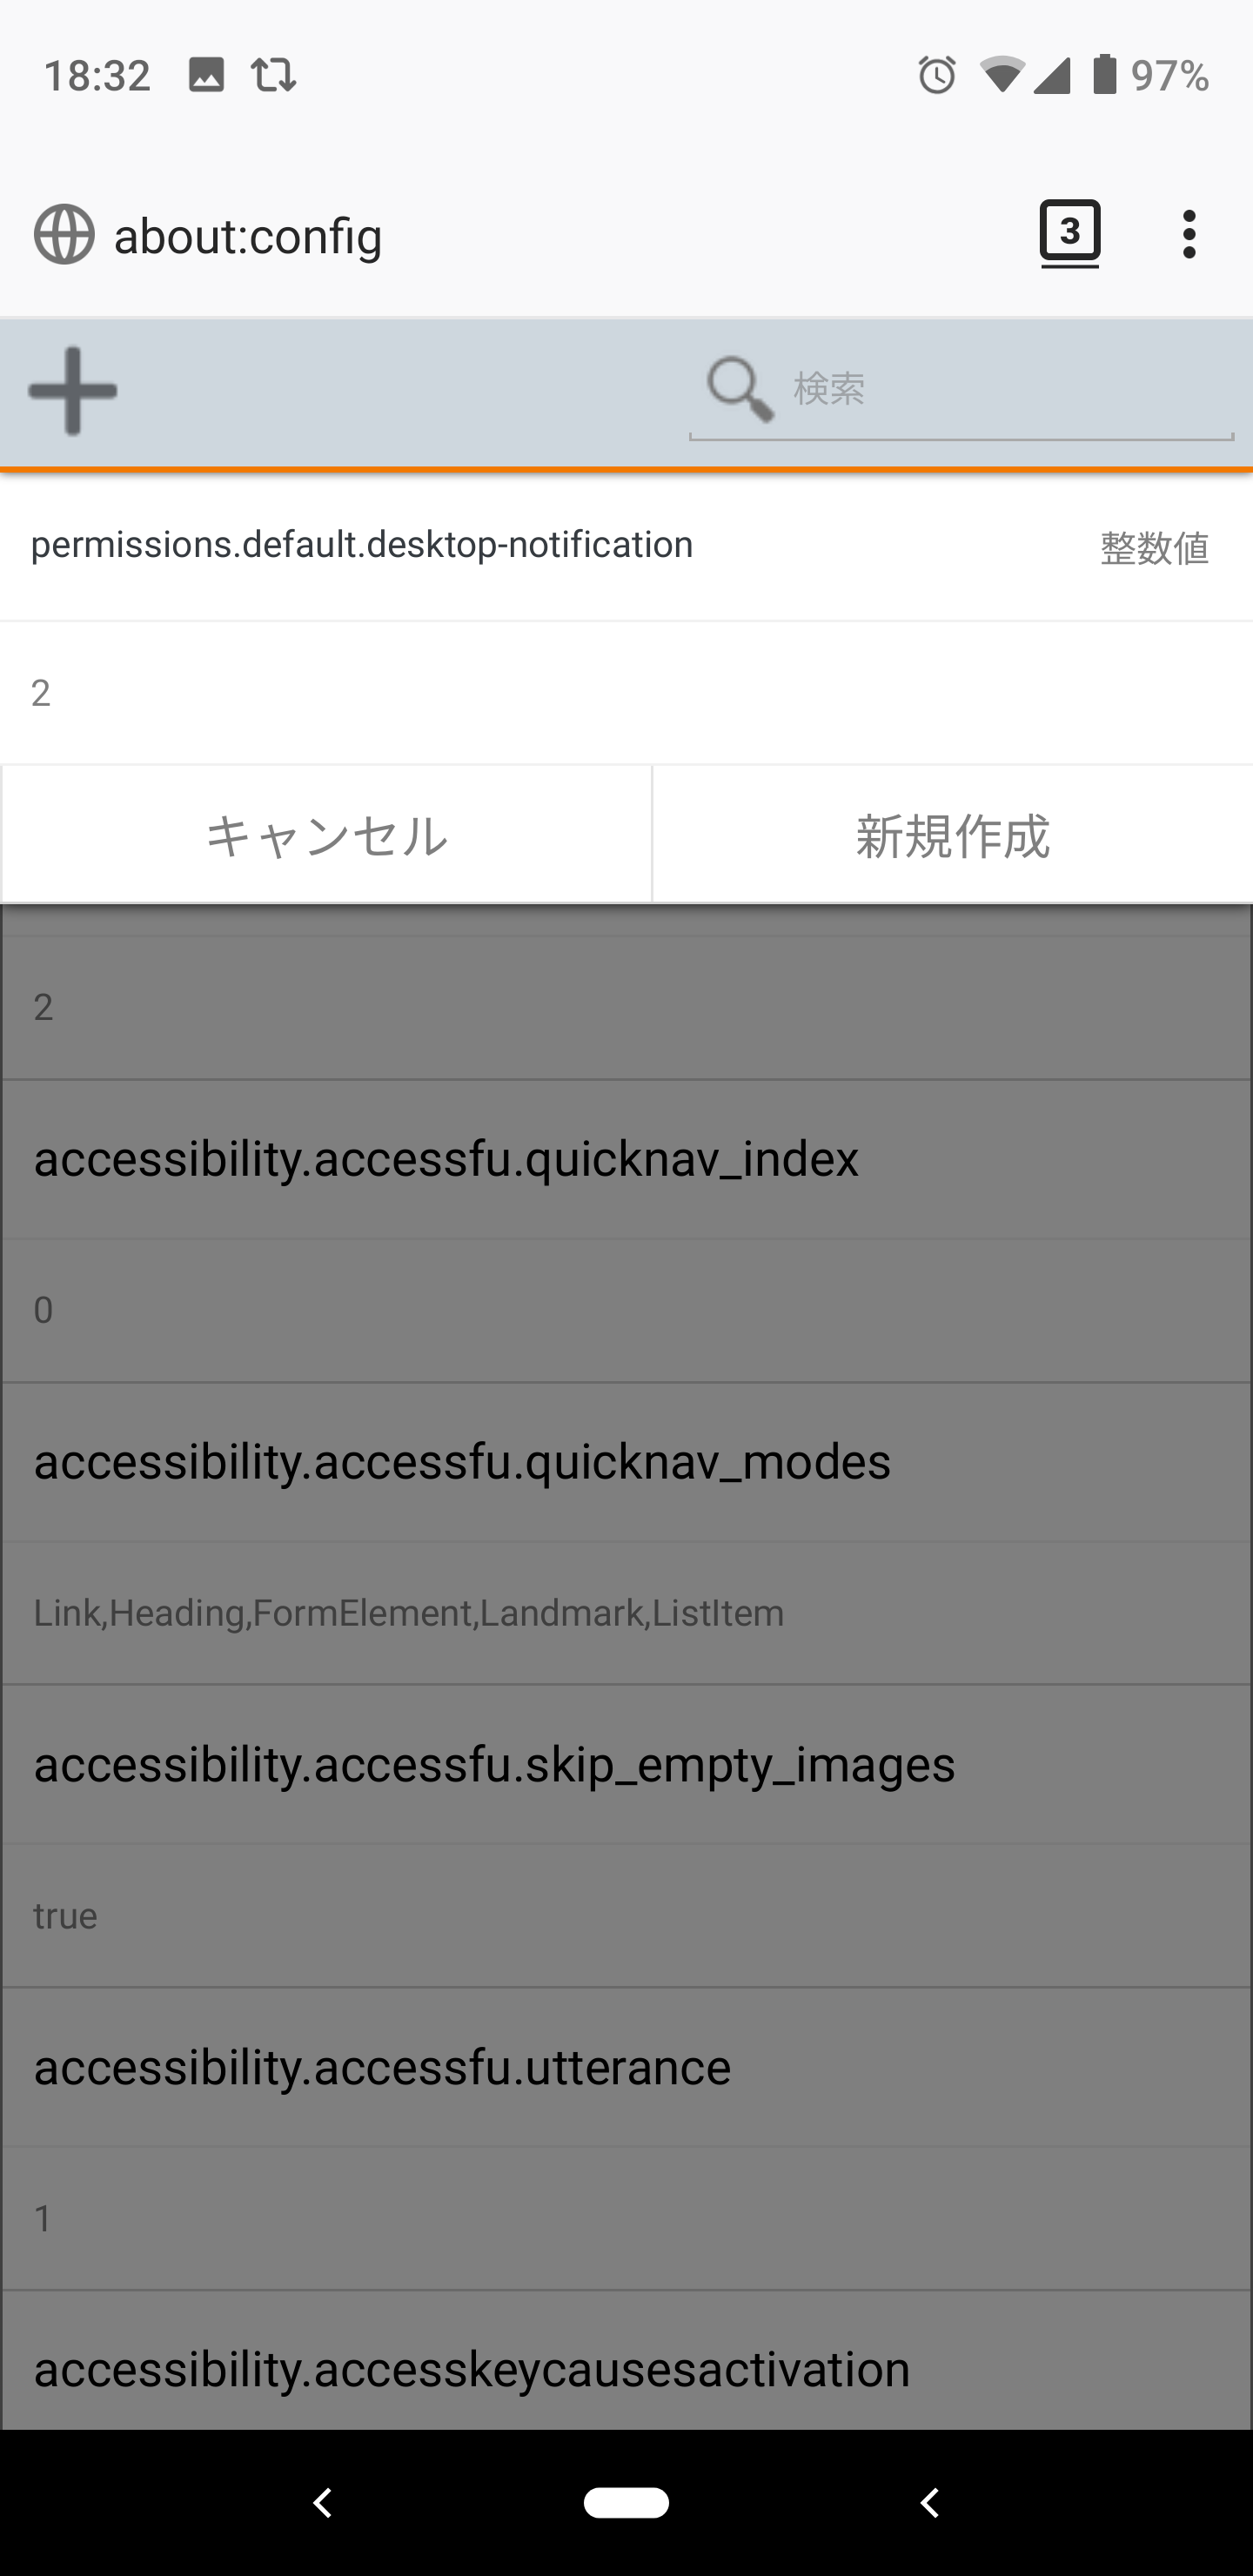 18:32 97%
about:config 3
検索
permissions.default.desktop-notification 整数値
2
キャンセル 新規作成
2
accessibility.accessfu.quicknav_index
0
accessibility.accessfu.quicknav_modes
Link,Heading,FormElement,Landmark,ListItem
accessibility.accessfu.skip_empty_images
true
accessibility.accessfu.utterance
1
accessibility.accesskeycausesactivation